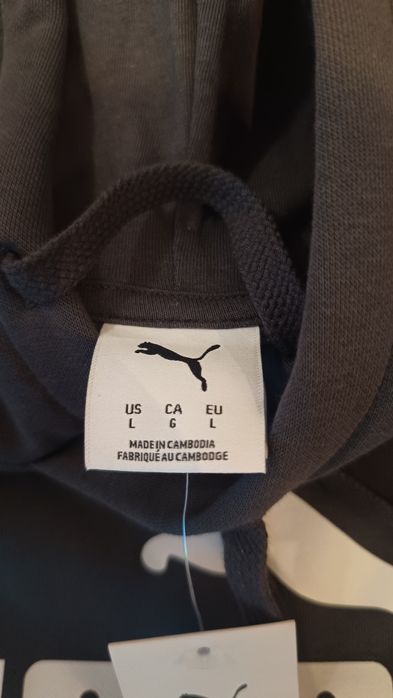 US CA EU
L G L
MADE IN CAMBODIA
FABRIQUÉ AU CAMBODGE